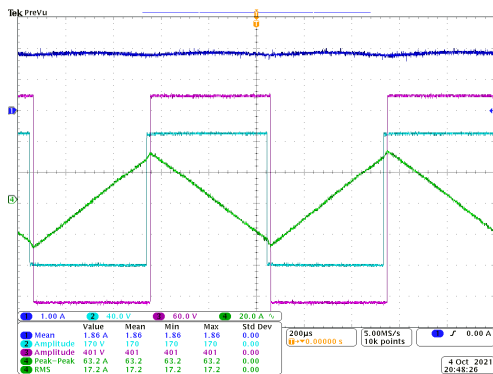 Tek PreVu
T
T
1
4
1 1.00 A 2 40.0 V 3 60.0 V 4 20.0 A ∿
Value Mean Min Max Std Dev
1 Mean 1.86 A 1.86 1.86 1.86 0.00
2 Amplitude 170 V 170 170 170 0.00
3 Amplitude 401 V 401 401 401 0.00
4 Peak-Peak 63.2 A 63.2 63.2 63.2 0.00
4 RMS 17.2 A 17.2 17.2 17.2 0.00
200µs
T→▼0.00000 s
5.00MS/s
10k points
1 ∫ 0.00 A
4 Oct 2021
20:48:26